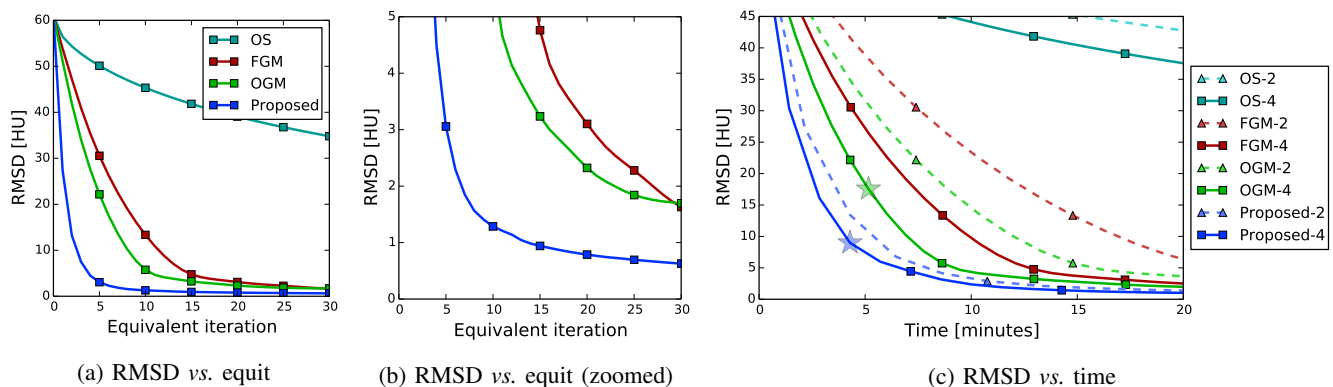 60
50
40
30
20
10
0
RMSD [HU]
5 10 15 20 25 30
Equivalent iteration
OS
FGM
OGM
Proposed
(a) RMSD vs. equit
5
4
3
2
1
0
RMSD [HU]
5 10 15 20 25 30
Equivalent iteration
(b) RMSD vs. equit (zoomed)
45
40
35
30
25
20
15
10
5
0
RMSD [HU]
5 10 15 20
Time [minutes]
OS-2
OS-4
FGM-2
FGM-4
OGM-2
OGM-4
Proposed-2
Proposed-4
(c) RMSD vs. time